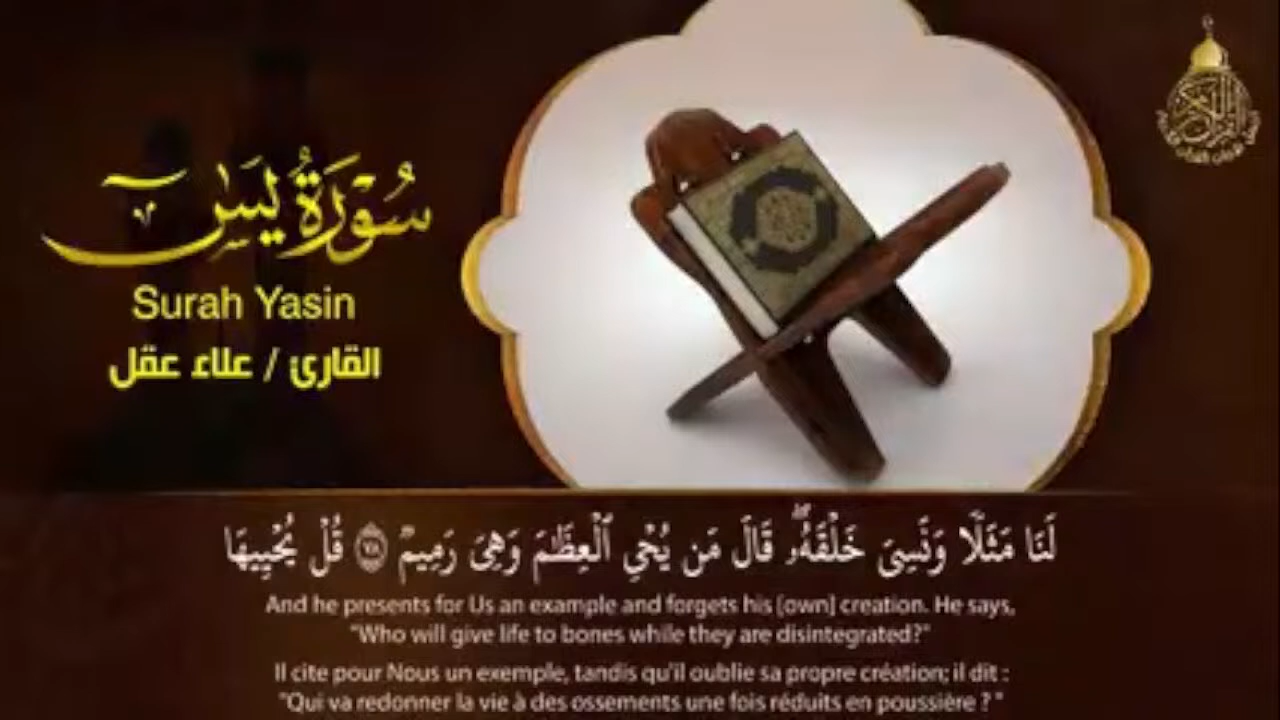 سُورَةُ يسٓ
Surah Yasin
القارئ / علاء عقل
لَنَا مَثَلًا وَنَسِيَ خَلْقَهُۥۖ قَالَ مَن يُحْيِ ٱلْعِظَٰمَ وَهِيَ رَمِيمٌ ۝٧٨ قُلْ يُحْيِيهَا
And he presents for Us an example and forgets his [own] creation. He says,
"Who will give life to bones while they are disintegrated?"
Il cite pour Nous un exemple, tandis qu'il oublie sa propre création; il dit :
"Qui va redonner la vie à des ossements une fois réduits en poussière ? "